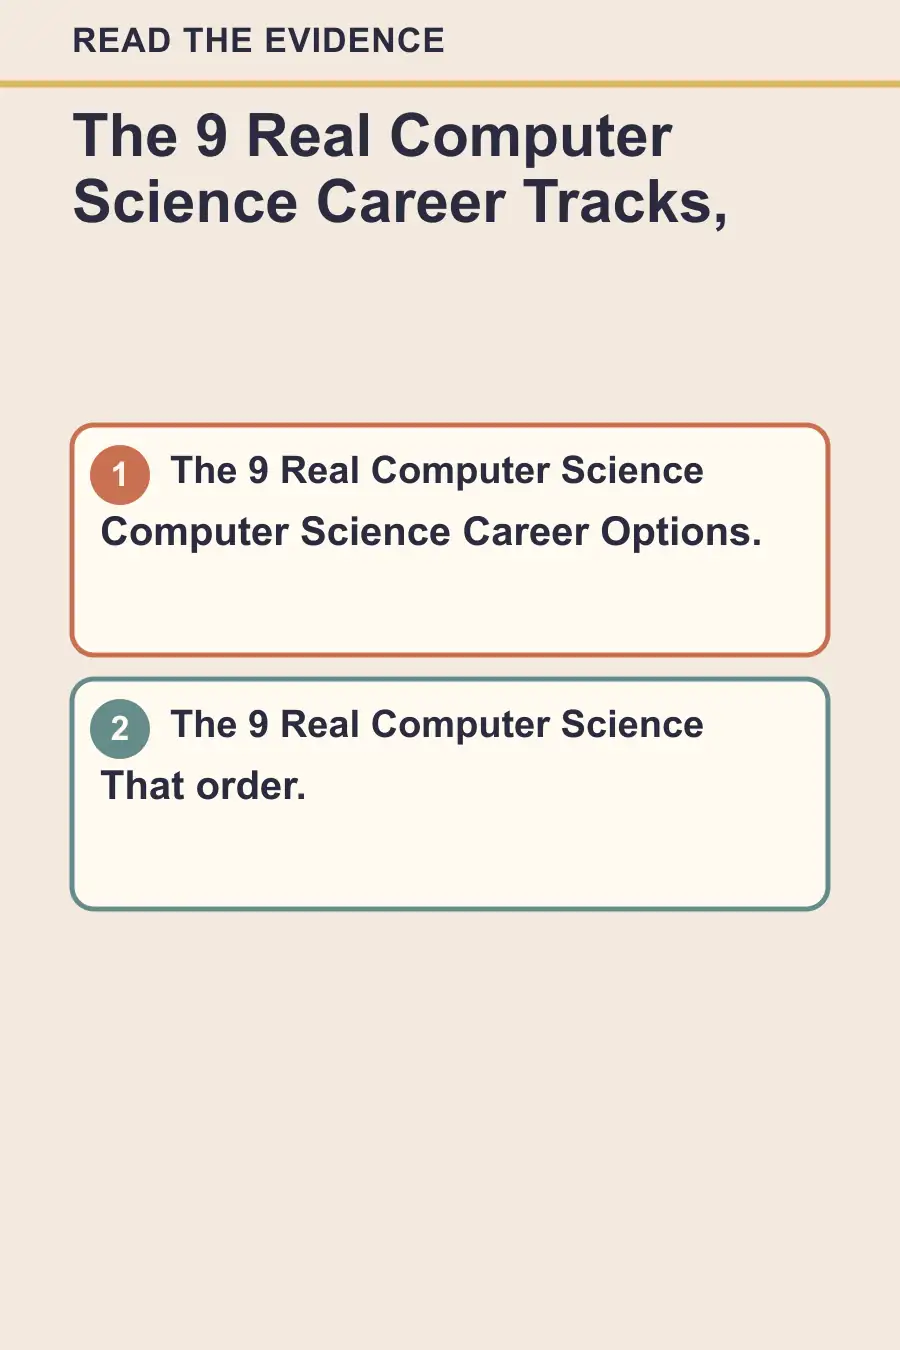 READ THE EVIDENCE
The 9 Real Computer
Science Career Tracks,
1 The 9 Real Computer Science
Computer Science Career Options.
2 The 9 Real Computer Science
That order.